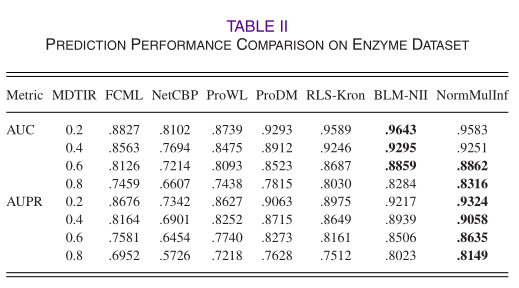 TABLE II
PREDICTION PERFORMANCE COMPARISON ON ENZYME DATASET
Metric MDTIR FCML NetCBP ProWL ProDM RLS-Kron BLM-NII NormMulInf
AUC 0.2 .8827 .8102 .8739 .9293 .9589 .9643 .9583
0.4 .8563 .7694 .8475 .8912 .9246 .9295 .9251
0.6 .8126 .7214 .8093 .8523 .8687 .8859 .8862
0.8 .7459 .6607 .7438 .7815 .8030 .8284 .8316
AUPR 0.2 .8676 .7342 .8627 .9063 .8975 .9217 .9324
0.4 .8164 .6901 .8252 .8715 .8649 .8939 .9058
0.6 .7581 .6454 .7740 .8273 .8161 .8506 .8635
0.8 .6952 .5726 .7218 .7628 .7512 .8023 .8149